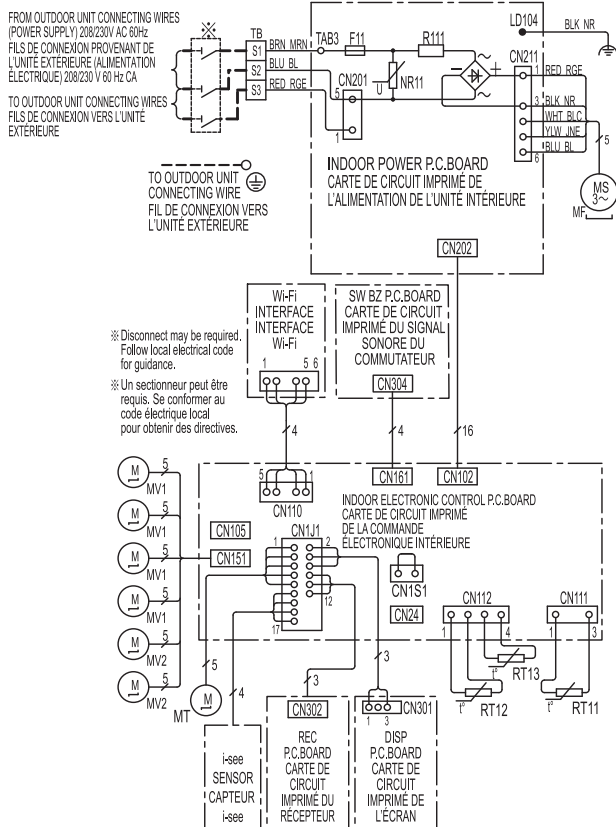 FROM OUTDOOR UNIT CONNECTING WIRES
(POWER SUPPLY) 208/230V AC 60Hz
FILS DE CONNEXION PROVENANT DE
L'UNITÉ EXTÉRIEURE (ALIMENTATION
ÉLECTRIQUE) 208/230 V 60 Hz CA
TO OUTDOOR UNIT CONNECTING WIRES
FILS DE CONNEXION VERS L'UNITÉ
EXTÉRIEURE
※
TB
S1
S2
S3
BRN MRN
BLU BL
RED RGE
TAB3
F11
R111
NR11
U
CN201
5
1
LD104
BLK NR
CN211
1 RED RGE
3 BLK NR
WHT BLC
YLW JNE
BLU BL
6
5
MS
3~
MF
INDOOR POWER P.C.BOARD
CARTE DE CIRCUIT IMPRIMÉ DE
L'ALIMENTATION DE L'UNITÉ INTÉRIEURE
CN202
TO OUTDOOR UNIT
CONNECTING WIRE
FIL DE CONNEXION VERS
L'UNITÉ EXTÉRIEURE
※ Disconnect may be required.
Follow local electrical code
for guidance.
※ Un sectionneur peut être
requis. Se conformer au
code électrique local
pour obtenir des directives.
Wi-Fi
INTERFACE
INTERFACE
Wi-Fi
1 5 6
SW BZ P.C.BOARD
CARTE DE CIRCUIT
IMPRIMÉ DU SIGNAL
SONORE DU
COMMUTATEUR
CN304
4
4
16
5 1
CN110
CN161
CN102
INDOOR ELECTRONIC CONTROL P.C.BOARD
CARTE DE CIRCUIT IMPRIMÉ
DE LA COMMANDE
ÉLECTRONIQUE INTÉRIEURE
CN105
CN151
CN1J1
1 2
12
17
CN1S1
CN24
CN112
1 4
CN111
1 3
t° RT12
t° RT13
t° RT11
M 5
MV1
M 5
MV1
M 5
MV1
M 5
MV1
M 5
MV2
M 5
MV2
5
M
MT
4
3
3
i-see
SENSOR
CAPTEUR
i-see
CN302
REC
P.C.BOARD
CARTE DE
CIRCUIT
IMPRIMÉ DU
RÉCEPTEUR
CN301
1 3
DISP
P.C.BOARD
CARTE DE
CIRCUIT
IMPRIMÉ DE
L'ÉCRAN